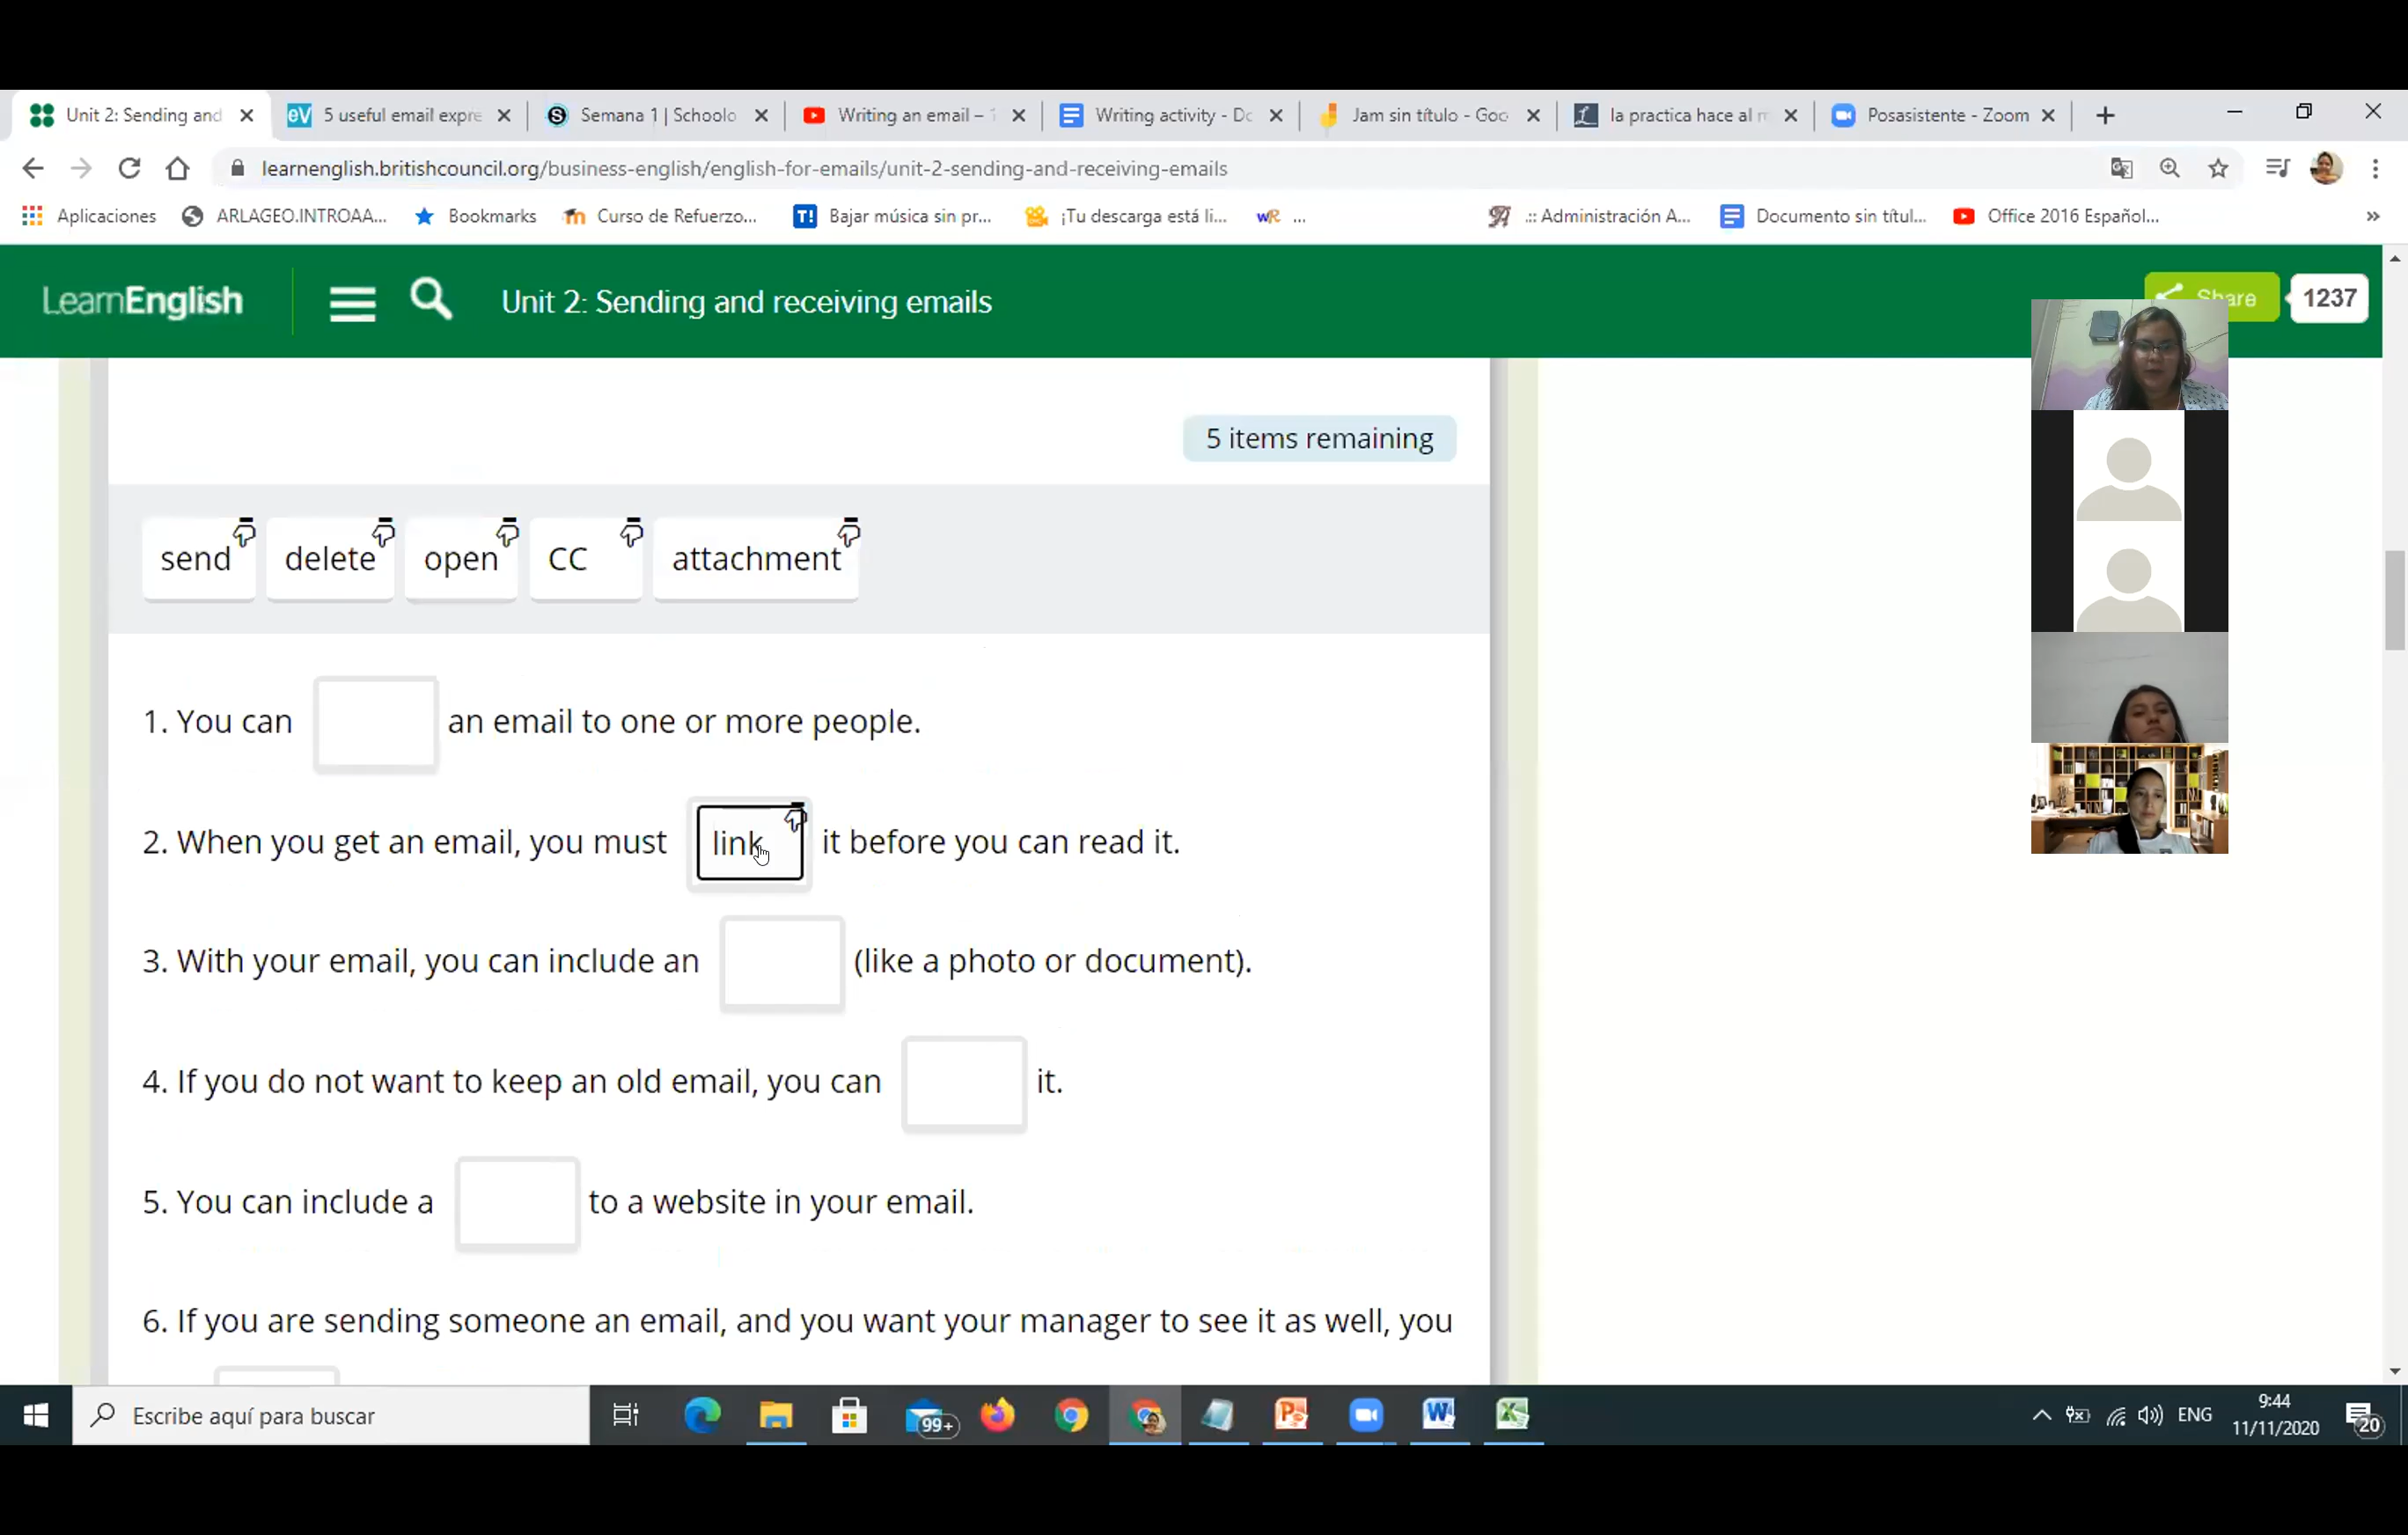 Unit 2: Sending and
5 useful email expre
Semana 1 | Schoolo
Writing an email – 1
Writing activity - Do
Jam sin título - Goo
la practica hace al m
Posasistente - Zoom
learnenglish.britishcouncil.org/business-english/english-for-emails/unit-2-sending-and-receiving-emails
Aplicaciones
ARLAGEO.INTROAA...
Bookmarks
Curso de Refuerzo...
Bajar música sin pr...
¡Tu descarga está li...
wR ...
.:: Administración A...
Documento sin títul...
Office 2016 Español...
LearnEnglish
Unit 2: Sending and receiving emails
Share
1237
5 items remaining
send delete open CC attachment
1. You can an email to one or more people.
2. When you get an email, you must link it before you can read it.
3. With your email, you can include an (like a photo or document).
4. If you do not want to keep an old email, you can it.
5. You can include a to a website in your email.
6. If you are sending someone an email, and you want your manager to see it as well, you
Escribe aquí para buscar
99+
ENG
9:44
11/11/2020
20